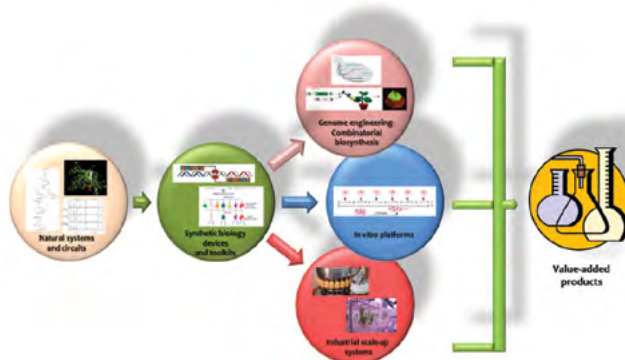 Genome engineering:
Combinatorial
biosynthesis
Natural systems
and circuits
Synthetic biology
devices
and toolkits
In vitro platforms
Industrial scale-up
systems
Value-added
products